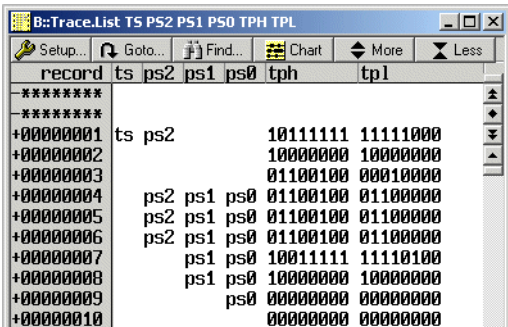 B::Trace.List TS PS2 PS1 PS0 TPH TPL
Setup... Goto... Find... Chart More Less
record ts ps2 ps1 ps0 tph tpl
-********
-********
+00000001 ts ps2 10111111 11111000
+00000002 10000000 10000000
+00000003 01100100 00010000
+00000004 ps2 ps1 ps0 01100100 01100000
+00000005 ps2 ps1 ps0 01100100 01100000
+00000006 ps2 ps1 ps0 01100100 01100000
+00000007 ps1 ps0 10011111 11110100
+00000008 ps1 ps0 10000000 10000000
+00000009 ps0 00000000 00000000
+00000010 00000000 00000000